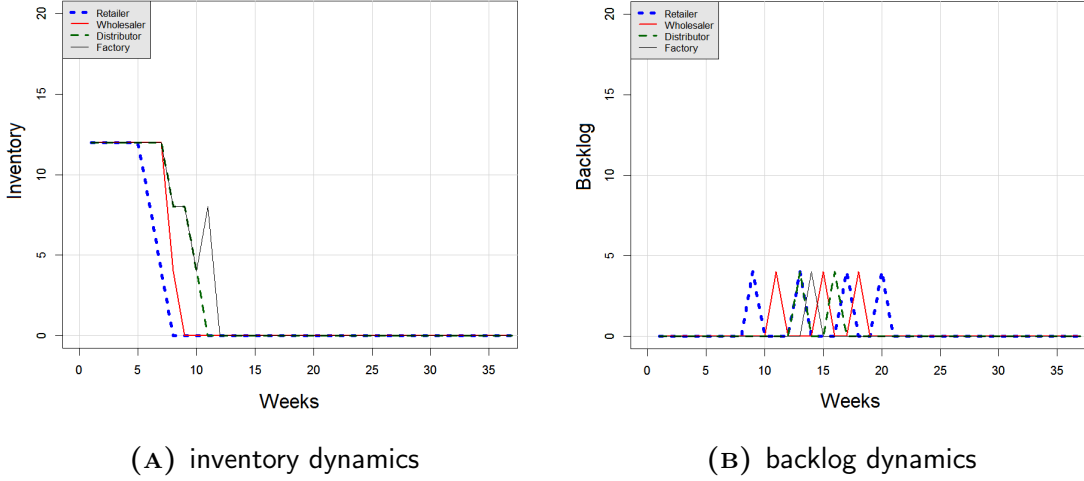 Retailer
Wholesaler
Distributor
Factory
Inventory
20
15
10
5
0
0 5 10 15 20 25 30 35
Weeks
(A) inventory dynamics
Retailer
Wholesaler
Distributor
Factory
Backlog
20
15
10
5
0
0 5 10 15 20 25 30 35
Weeks
(B) backlog dynamics